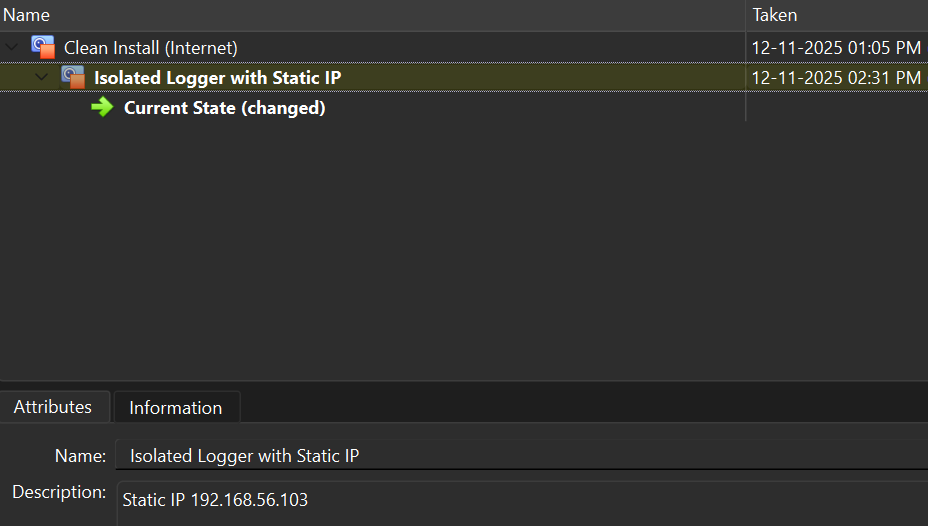 Name Taken
Clean Install (Internet) 12-11-2025 01:05 PM
Isolated Logger with Static IP 12-11-2025 02:31 PM
Current State (changed)
Attributes Information
Name: Isolated Logger with Static IP
Description: Static IP 192.168.56.103